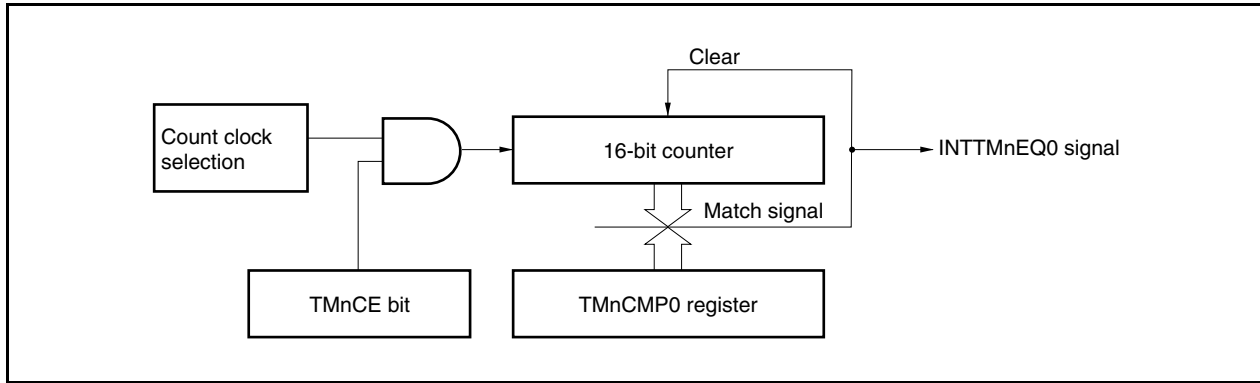 Clear
Count clock
selection
16-bit counter
INTTMnEQ0 signal
Match signal
TMnCE bit
TMnCMP0 register